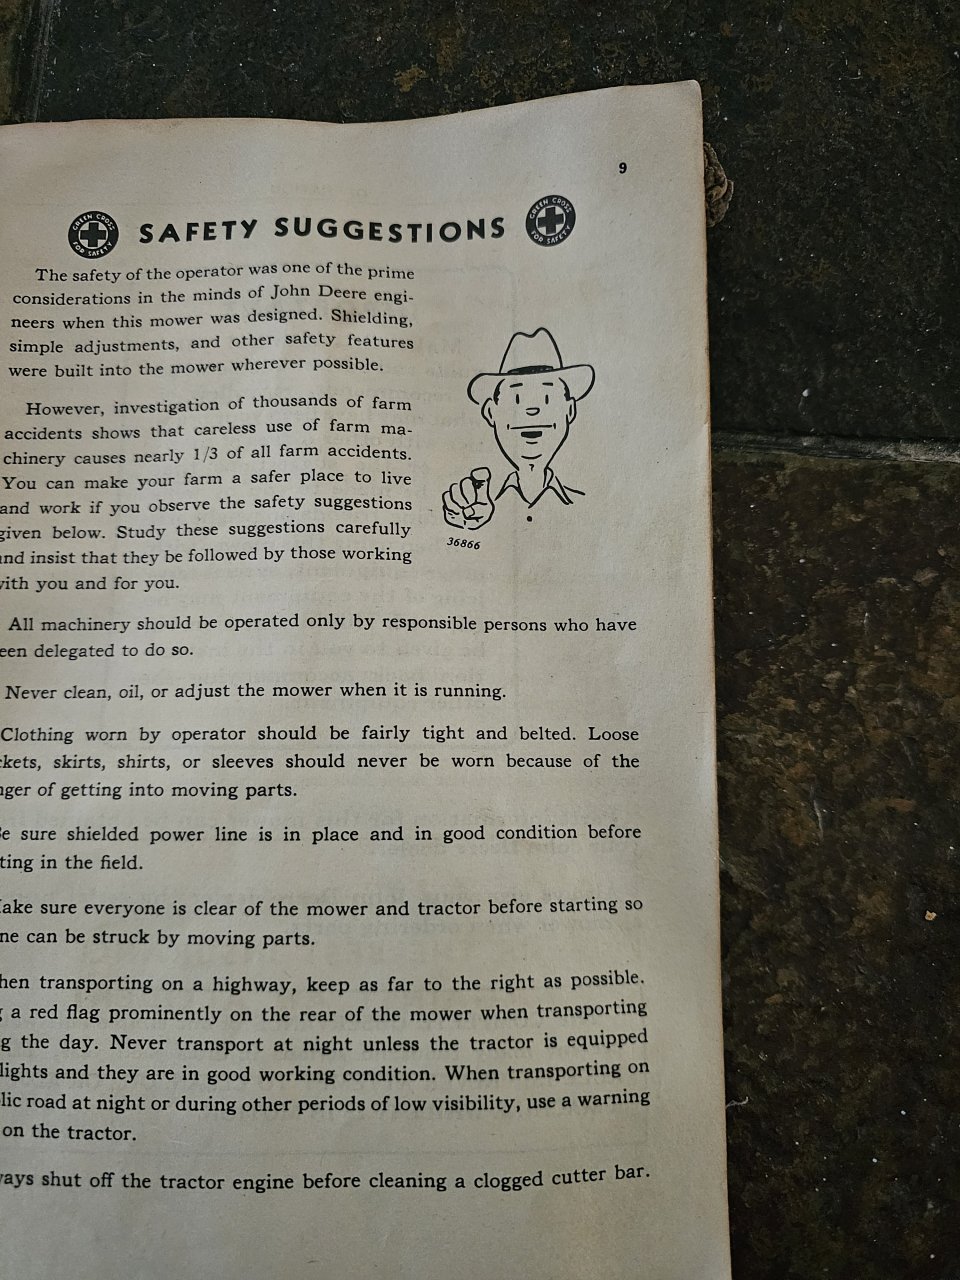 9
GREEN CROSS FOR SAFETY
SAFETY SUGGESTIONS
GREEN CROSS FOR SAFETY
The safety of the operator was one of the prime
considerations in the minds of John Deere engi-
neers when this mower was designed. Shielding,
simple adjustments, and other safety features
were built into the mower wherever possible.
However, investigation of thousands of farm
accidents shows that careless use of farm ma-
chinery causes nearly 1/3 of all farm accidents.
You can make your farm a safer place to live
and work if you observe the safety suggestions
given below. Study these suggestions carefully
and insist that they be followed by those working
with you and for you.
36866
All machinery should be operated only by responsible persons who have
een delegated to do so.
Never clean, oil, or adjust the mower when it is running.
Clothing worn by operator should be fairly tight and belted. Loose
ckets, skirts, shirts, or sleeves should never be worn because of the
nger of getting into moving parts.
Be sure shielded power line is in place and in good condition before
ting in the field.
Make sure everyone is clear of the mower and tractor before starting so
ne can be struck by moving parts.
hen transporting on a highway, keep as far to the right as possible.
g a red flag prominently on the rear of the mower when transporting
g the day. Never transport at night unless the tractor is equipped
lights and they are in good working condition. When transporting on
lic road at night or during other periods of low visibility, use a warning
on the tractor.
ways shut off the tractor engine before cleaning a clogged cutter bar.